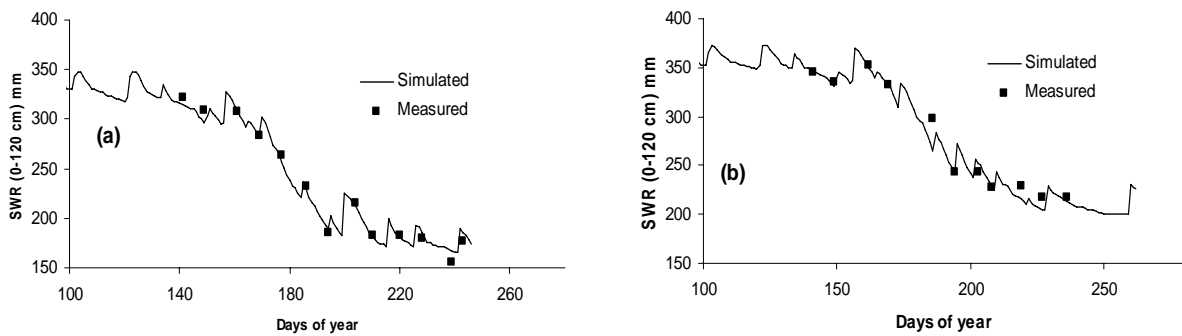 400
350
300
250
200
150
SWR (0-120 cm) mm
(a)
Simulated
Measured
100 140 180 220 260
Days of year
400
350
300
250
200
150
SWR (0-120 cm) mm
(b)
Simulated
Measured
100 150 200 250
Days of year